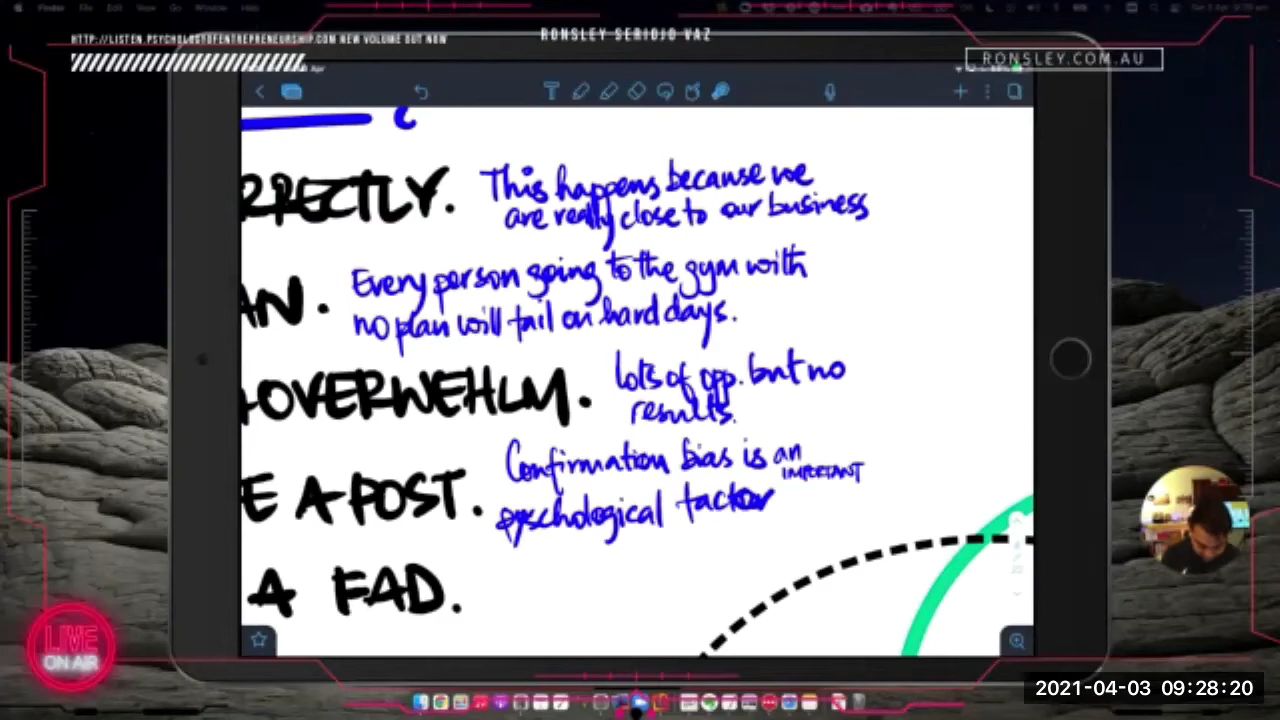 HTTP://LISTEN.PSYCHOLOGYOFENTREPRENEURSHIP.COM NEW VOLUME OUT NOW
RONSLEY SERIOJO VAZ
RONSLEY.COM.AU
RRECTLY.
This happens because we
are really close to our business
AN.
Every person going to the gym with
no plan will fail on hard days.
OVERWEHLM.
lots of opp. but no
results.
E A POST.
Confirmation bias is an
IMPORTANT
pyschological factor
A FAD.
LIVE
ON AIR
2021-04-03 09:28:20